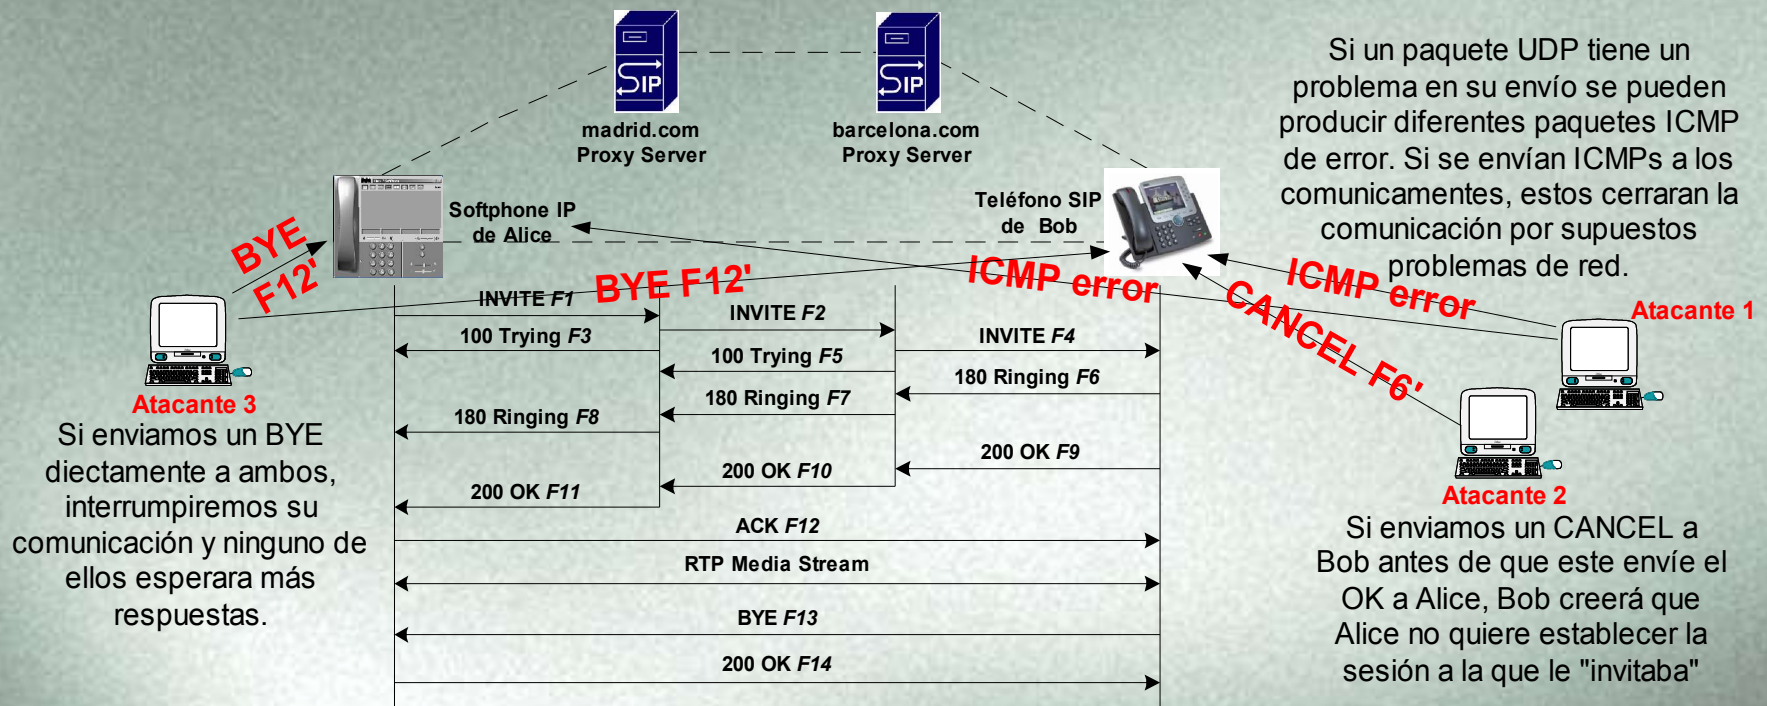 SIP
SIP
madrid.com
Proxy Server
barcelona.com
Proxy Server
Si un paquete UDP tiene un
problema en su envío se pueden
producir diferentes paquetes ICMP
de error. Si se envían ICMPs a los
comunicamentes, estos cerraran la
comunicación por supuestos
problemas de red.
Softphone IP
de Alice
Teléfono SIP
de Bob
BYE
F12'
BYE F12'
ICMP error
ICMP error
CANCEL F6'
Atacante 1
INVITE F1
INVITE F2
100 Trying F3
INVITE F4
100 Trying F5
180 Ringing F6
180 Ringing F7
180 Ringing F8
200 OK F9
200 OK F10
200 OK F11
ACK F12
RTP Media Stream
BYE F13
200 OK F14
Atacante 3
Si enviamos un BYE
diectamente a ambos,
interrumpiremos su
comunicación y ninguno de
ellos esperara más
respuestas.
Atacante 2
Si enviamos un CANCEL a
Bob antes de que este envíe el
OK a Alice, Bob creerá que
Alice no quiere establecer la
sesión a la que le "invitaba"